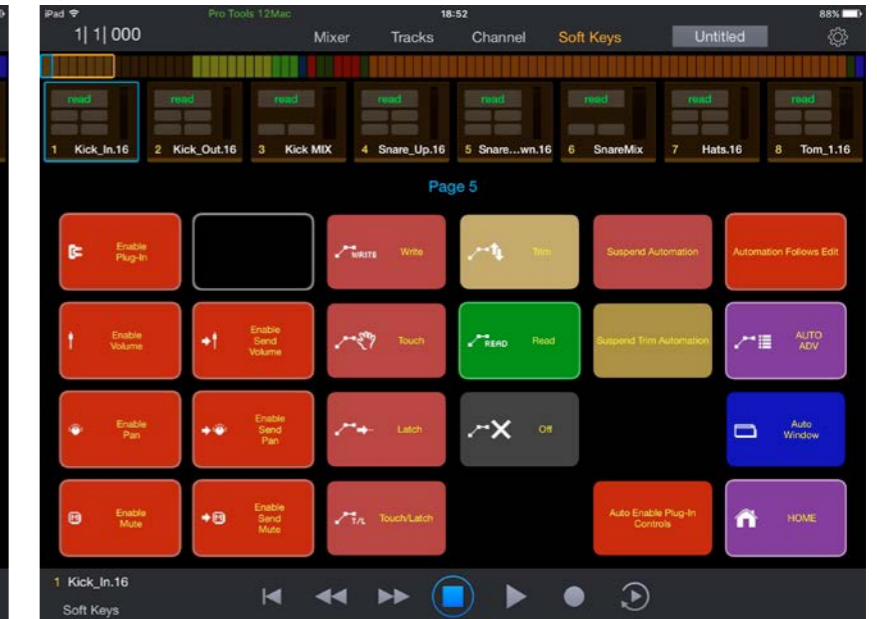 iPad Pro Tools 12Mac 18:52 88%
1| 1| 000 Mixer Tracks Channel Soft Keys Untitled
read read read read read read read read
1 Kick_In.16 2 Kick_Out.16 3 Kick MIX 4 Snare_Up.16 5 Snare...wn.16 6 SnareMix 7 Hats.16 8 Tom_1.16
Page 5
Enable
Plug-In
WRITE Write
Trim
Suspend Automation
Automation Follows Edit
Enable
Volume
Enable
Send
Volume
Touch
READ Read
Suspend Trim Automation
AUTO
ADV
Enable
Pan
Enable
Send
Pan
Latch
Off
Auto
Window
M Enable
Mute
M Enable
Send
Mute
T/L Touch/Latch
Auto Enable Plug-In
Controls
HOME
1 Kick_In.16
Soft Keys